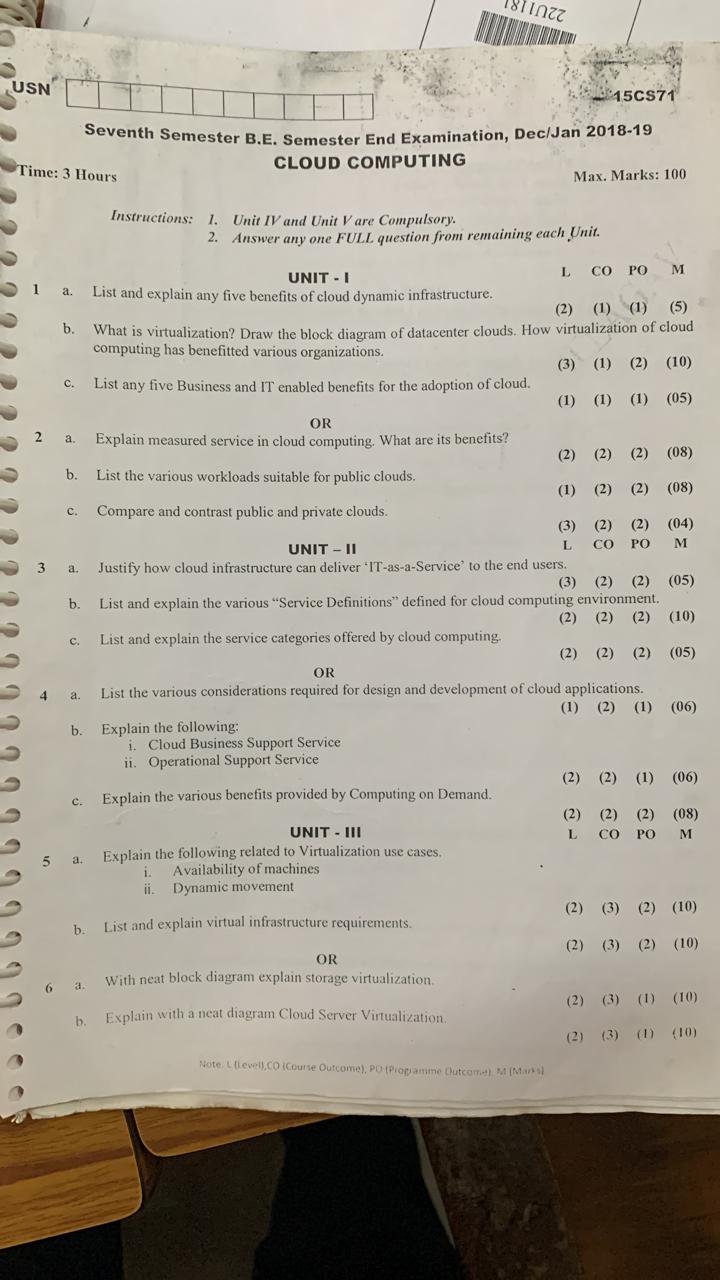 22U1181
USN
15CS71
Seventh Semester B.E. Semester End Examination, Dec/Jan 2018-19
CLOUD COMPUTING
Time: 3 Hours
Max. Marks: 100
Instructions: 1. Unit IV and Unit V are Compulsory.
2. Answer any one FULL question from remaining each Unit.
UNIT - I
L CO PO M
1 a. List and explain any five benefits of cloud dynamic infrastructure.
(2) (1) (1) (5)
b. What is virtualization? Draw the block diagram of datacenter clouds. How virtualization of cloud
computing has benefitted various organizations.
(3) (1) (2) (10)
c. List any five Business and IT enabled benefits for the adoption of cloud.
(1) (1) (1) (05)
OR
2 a. Explain measured service in cloud computing. What are its benefits?
(2) (2) (2) (08)
b. List the various workloads suitable for public clouds.
(1) (2) (2) (08)
c. Compare and contrast public and private clouds.
(3) (2) (2) (04)
UNIT – II
L CO PO M
3 a. Justify how cloud infrastructure can deliver ‘IT-as-a-Service’ to the end users.
(3) (2) (2) (05)
b. List and explain the various “Service Definitions” defined for cloud computing environment.
(2) (2) (2) (10)
c. List and explain the service categories offered by cloud computing.
(2) (2) (2) (05)
OR
4 a. List the various considerations required for design and development of cloud applications.
(1) (2) (1) (06)
b. Explain the following:
i. Cloud Business Support Service
ii. Operational Support Service
(2) (2) (1) (06)
c. Explain the various benefits provided by Computing on Demand.
(2) (2) (2) (08)
UNIT - III
L CO PO M
5 a. Explain the following related to Virtualization use cases.
i. Availability of machines
ii. Dynamic movement
(2) (3) (2) (10)
b. List and explain virtual infrastructure requirements.
(2) (3) (2) (10)
OR
6 a. With neat block diagram explain storage virtualization.
(2) (3) (1) (10)
b. Explain with a neat diagram Cloud Server Virtualization.
(2) (3) (1) (10)
Note. L (Level),CO (Course Outcome), PO (Programme Outcome), M (Marks)